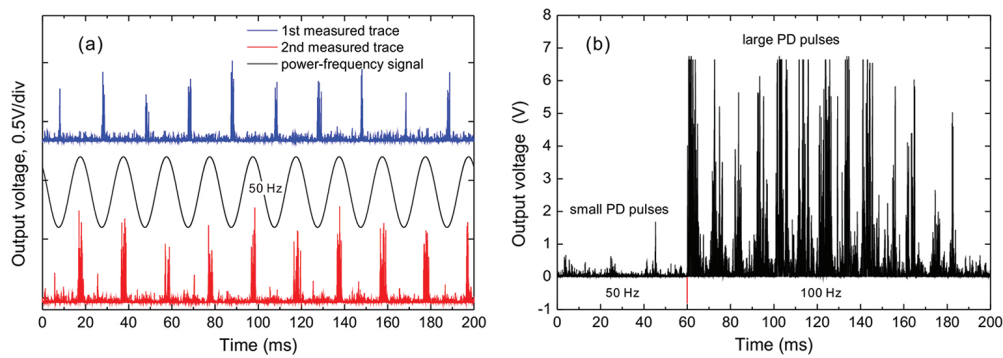 (a)
1st measured trace
2nd measured trace
power-frequency signal
50 Hz
Output voltage, 0.5V/div
0 20 40 60 80 100 120 140 160 180 200
Time (ms)
(b)
large PD pulses
small PD pulses
50 Hz
100 Hz
Output voltage (V)
8
7
6
5
4
3
2
1
0
-1
0 20 40 60 80 100 120 140 160 180 200
Time (ms)